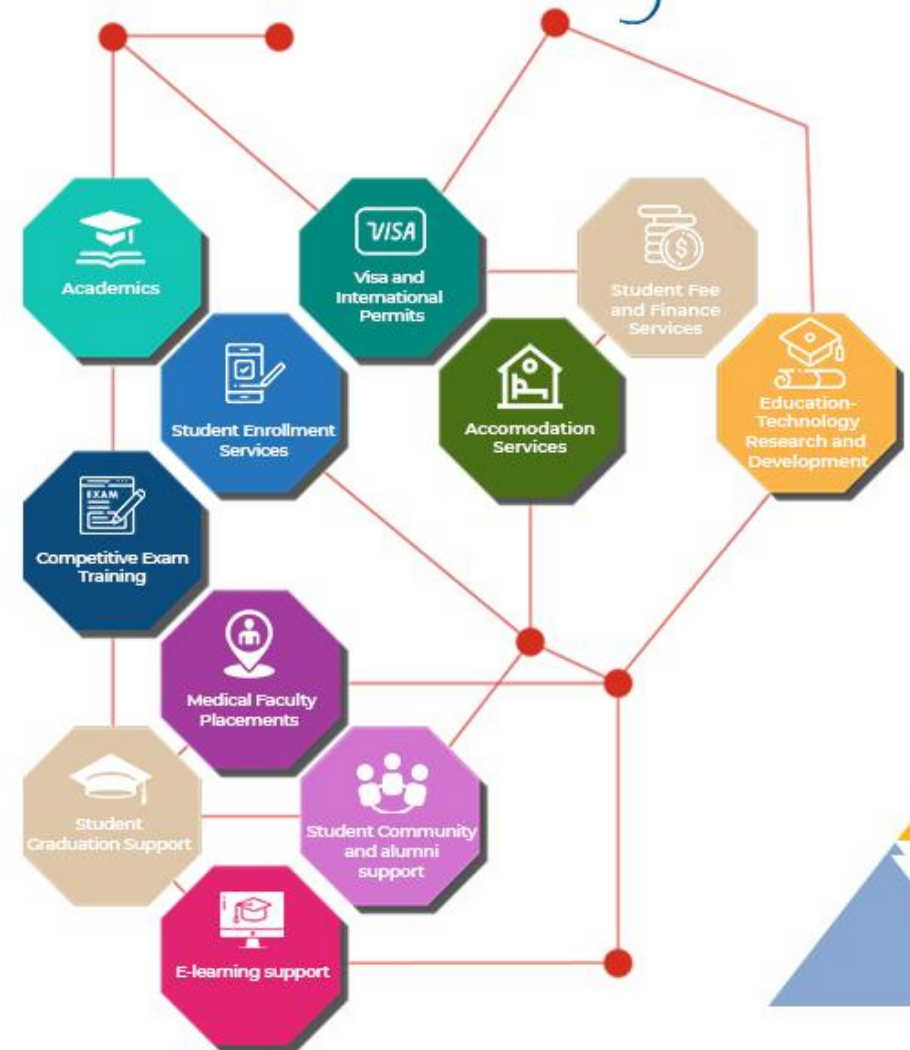 Academics
VISA
Visa and
International
Permits
Student Fee
and Finance
Services
Student Enrollment
Services
Accomodation
Services
Education-
Technology
Research and
Development
EXAM
Competitive Exam
Training
Medical Faculty
Placements
Student
Graduation Support
Student Community
and alumni
support
E-learning support